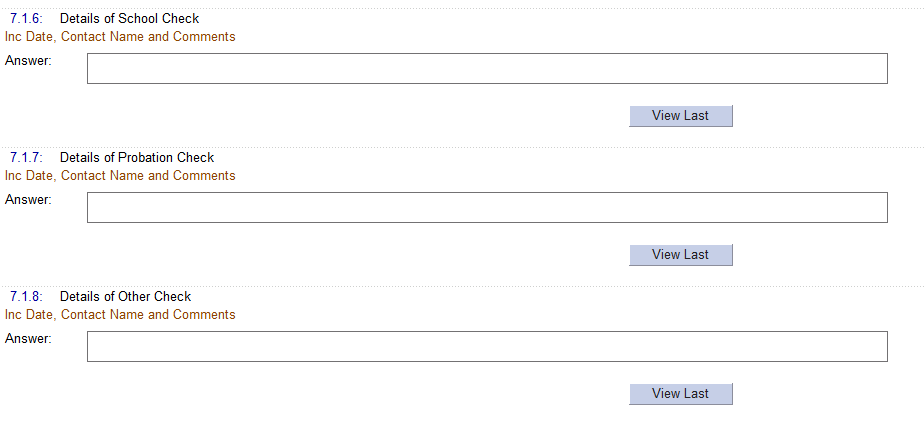 7.1.6: Details of School Check
Inc Date, Contact Name and Comments
Answer:
View Last
7.1.7: Details of Probation Check
Inc Date, Contact Name and Comments
Answer:
View Last
7.1.8: Details of Other Check
Inc Date, Contact Name and Comments
Answer:
View Last